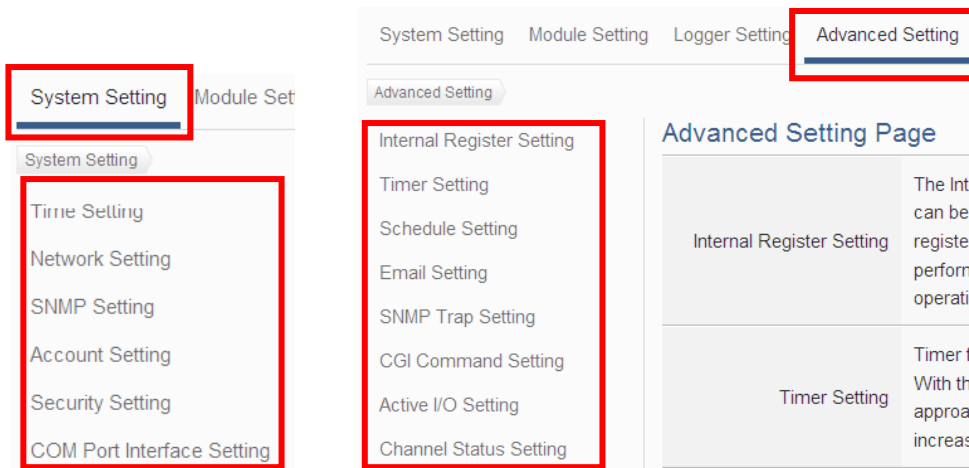 System Setting Module Set
System Setting
Time Setting
Network Setting
SNMP Setting
Account Setting
Security Setting
COM Port Interface Setting
System Setting Module Setting Logger Setting Advanced Setting
Advanced Setting
Internal Register Setting
Timer Setting
Schedule Setting
Email Setting
SNMP Trap Setting
CGI Command Setting
Active I/O Setting
Channel Status Setting
Advanced Setting Page
Internal Register Setting
The Int
can be
registe
perforn
operati
Timer Setting
Timer f
With th
approa
increas